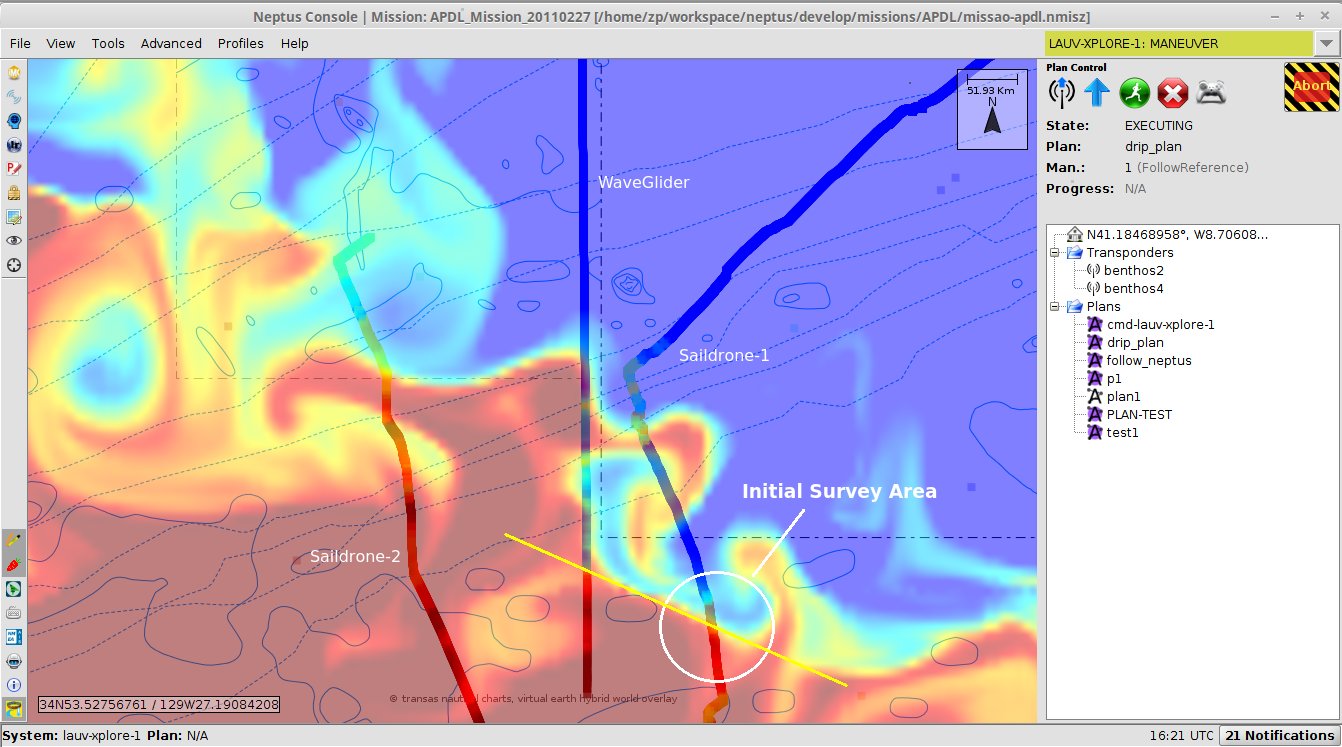 Neptus Console | Mission: APDL_Mission_20110227 [/home/zp/workspace/neptus/develop/missions/APDL/missao-apdl.nmisz]
File View Tools Advanced Profiles Help
LAUV-XPLORE-1: MANEUVER
Plan Control
Abort
State: EXECUTING
Plan: drip_plan
Man.: 1 (FollowReference)
Progress: N/A
N41.18468958°, W8.70608...
Transponders
benthos2
benthos4
Plans
cmd-lauv-xplore-1
drip_plan
follow_neptus
p1
plan1
PLAN-TEST
test1
51.93 Km
N
WaveGlider
Saildrone-1
Initial Survey Area
Saildrone-2
© transas nautical charts, virtual earth hybrid world overlay
34N53.52756761 / 129W27.19084208
System: lauv-xplore-1 Plan: N/A
16:21 UTC
21 Notifications